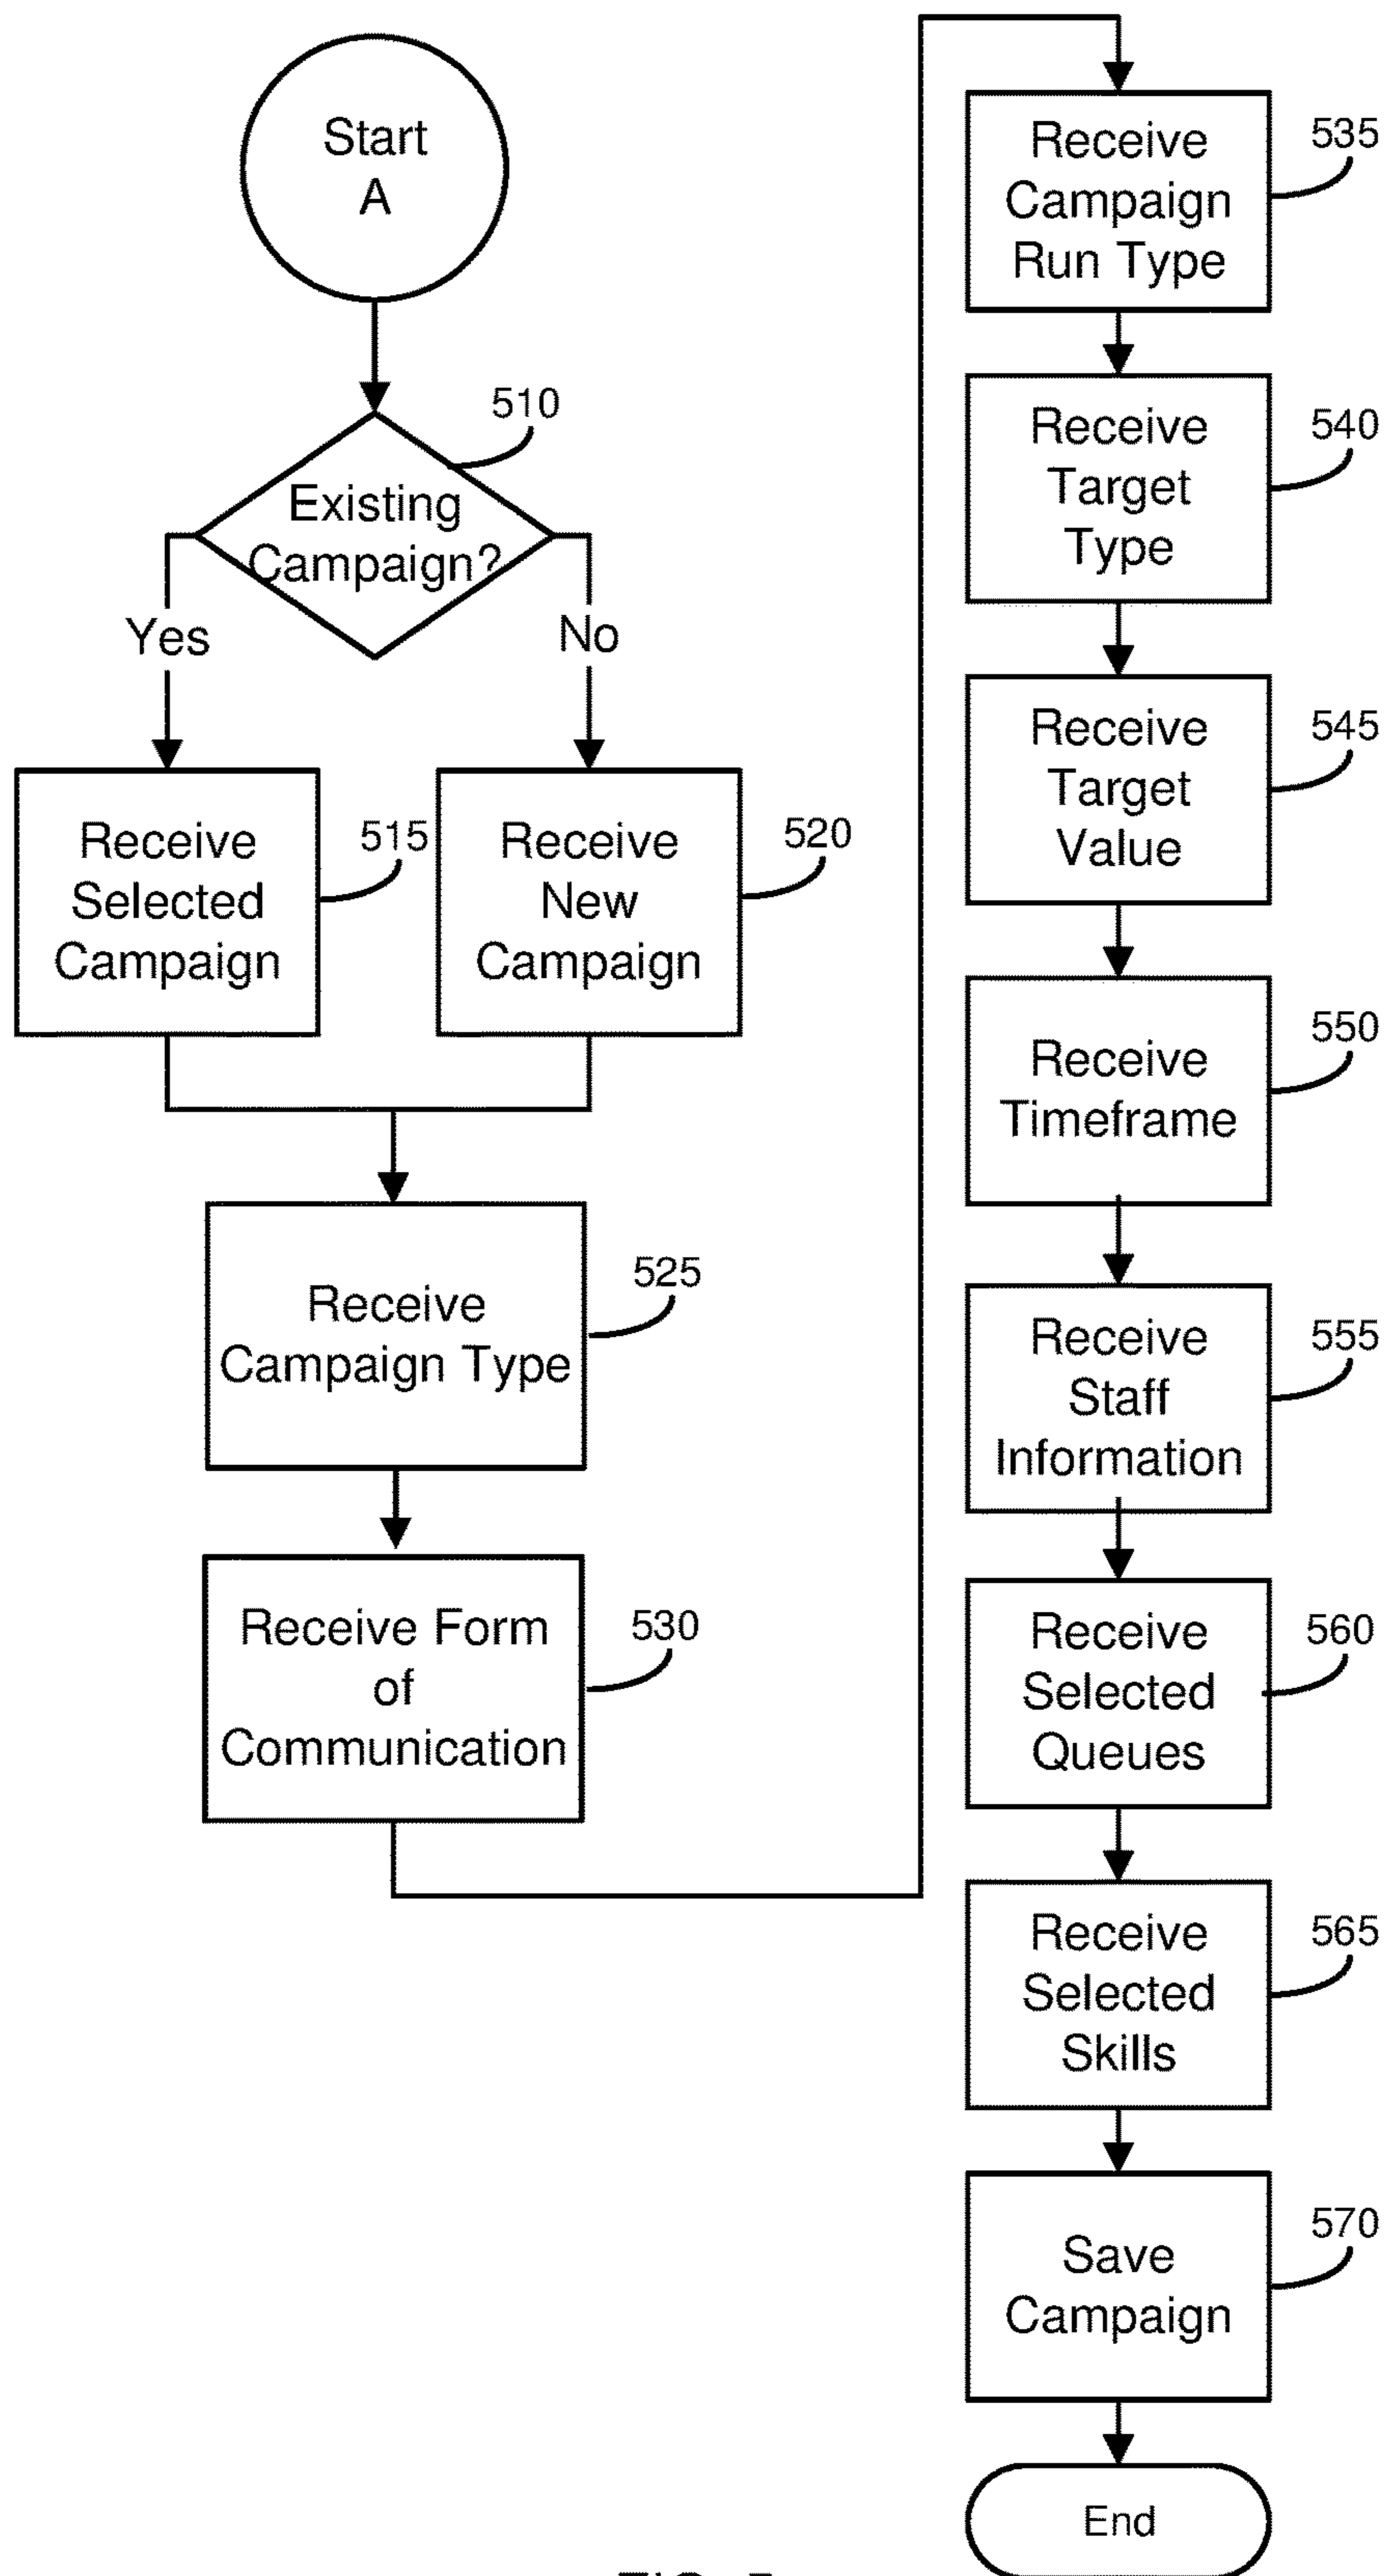 Start
A
510
Existing
Campaign?
Yes
No
Receive
Selected
Campaign
515
Receive
New
Campaign
520
Receive
Campaign Type
525
Receive Form
of
Communication
530
Receive
Campaign
Run Type
535
Receive
Target
Type
540
Receive
Target
Value
545
Receive
Timeframe
550
Receive
Staff
Information
555
Receive
Selected
Queues
560
Receive
Selected
Skills
565
Save
Campaign
570
End